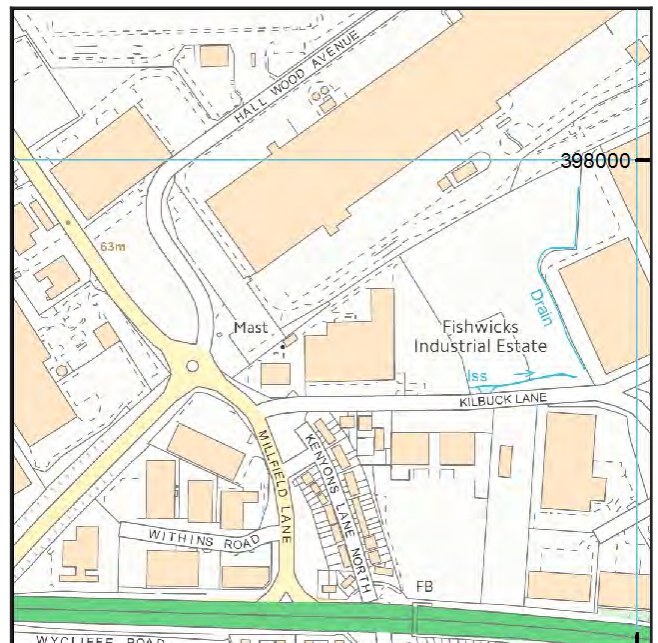 HALL WOOD AVENUE
398000
63m
Drain
Mast
Fishwicks
Industrial Estate
Iss
KILBUCK LANE
MILLFIELD LANE
KENYONS LANE NORTH
WITHINS ROAD
FB
WYCLIFFE ROAD